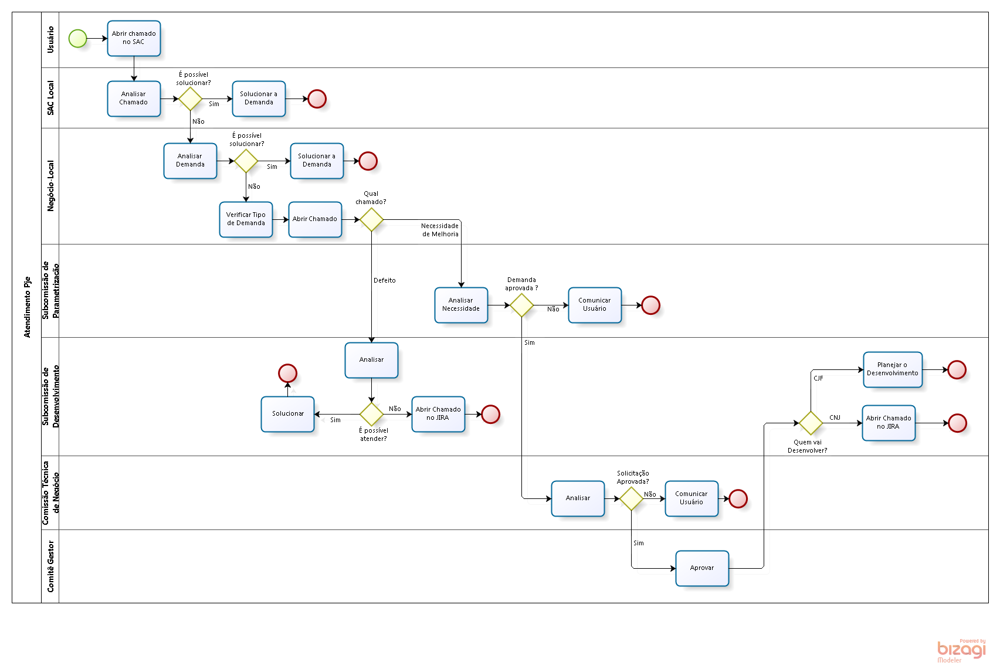 Atendimento Pje
Usuário
Abrir chamado
no SAC
SAC Local
Analisar
Chamado
É possível
solucionar?
Sim
Não
Solucionar a
Demanda
Negócio-Local
Analisar
Demanda
É possível
solucionar?
Sim
Não
Solucionar a
Demanda
Verificar Tipo
de Demanda
Abrir Chamado
Qual
chamado?
Necessidade
de Melhoria
Defeito
Subcomissão de
Parametrização
Analisar
Necessidade
Demanda
aprovada ?
Não
Sim
Comunicar
Usuário
Subcomissão de
Desenvolvimento
Analisar
É possível
atender?
Sim
Não
Solucionar
Abrir Chamado
no JIRA
Quem vai
Desenvolver?
CJF
CNJ
Planejar o
Desenvolvimento
Abrir Chamado
no JIRA
Comissão Técnica
de Negócio
Analisar
Solicitação
Aprovada?
Não
Sim
Comunicar
Usuário
Comitê Gestor
Aprovar
Powered by
bizagi
Modeler